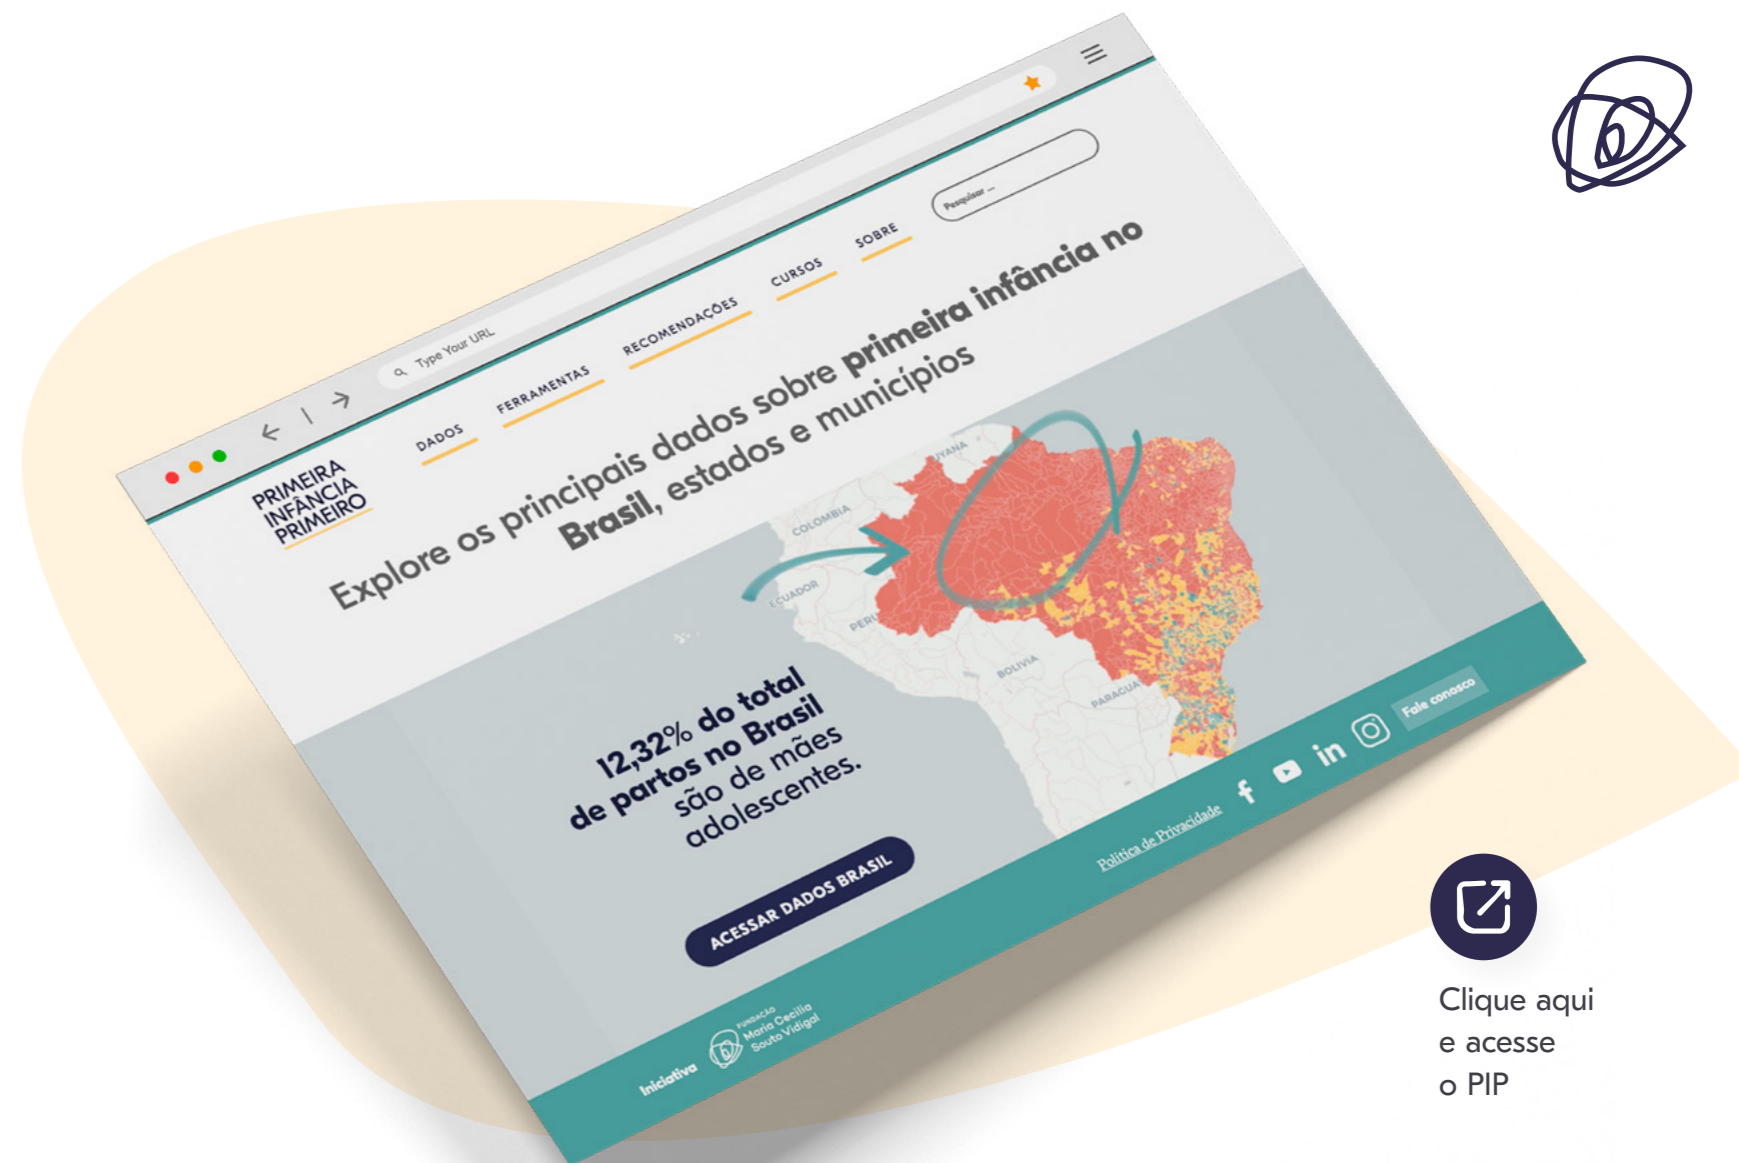 Type Your URL
PRIMEIRA
INFÂNCIA
PRIMEIRO
DADOS
FERRAMENTAS
RECOMENDAÇÕES
CURSOS
SOBRE
Pesquisar ...
Explore os principais dados sobre primeira infância no
Brasil, estados e municípios
COLOMBIA
ECUADOR
PERU
BOLIVIA
12,32% do total
de partos no Brasil
são de mães
adolescentes.
ACESSAR DADOS BRASIL
Iniciativa
FUNDAÇÃO
Maria Cecilia
Souto Vidigal
Política de Privacidade
Fale conosco
Clique aqui
e acesse
o PIP